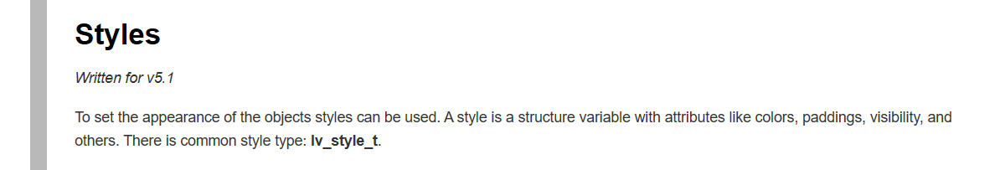 Styles
Written for v5.1
To set the appearance of the objects styles can be used. A style is a structure variable with attributes like colors, paddings, visibility, and
others. There is common style type: lv_style_t.